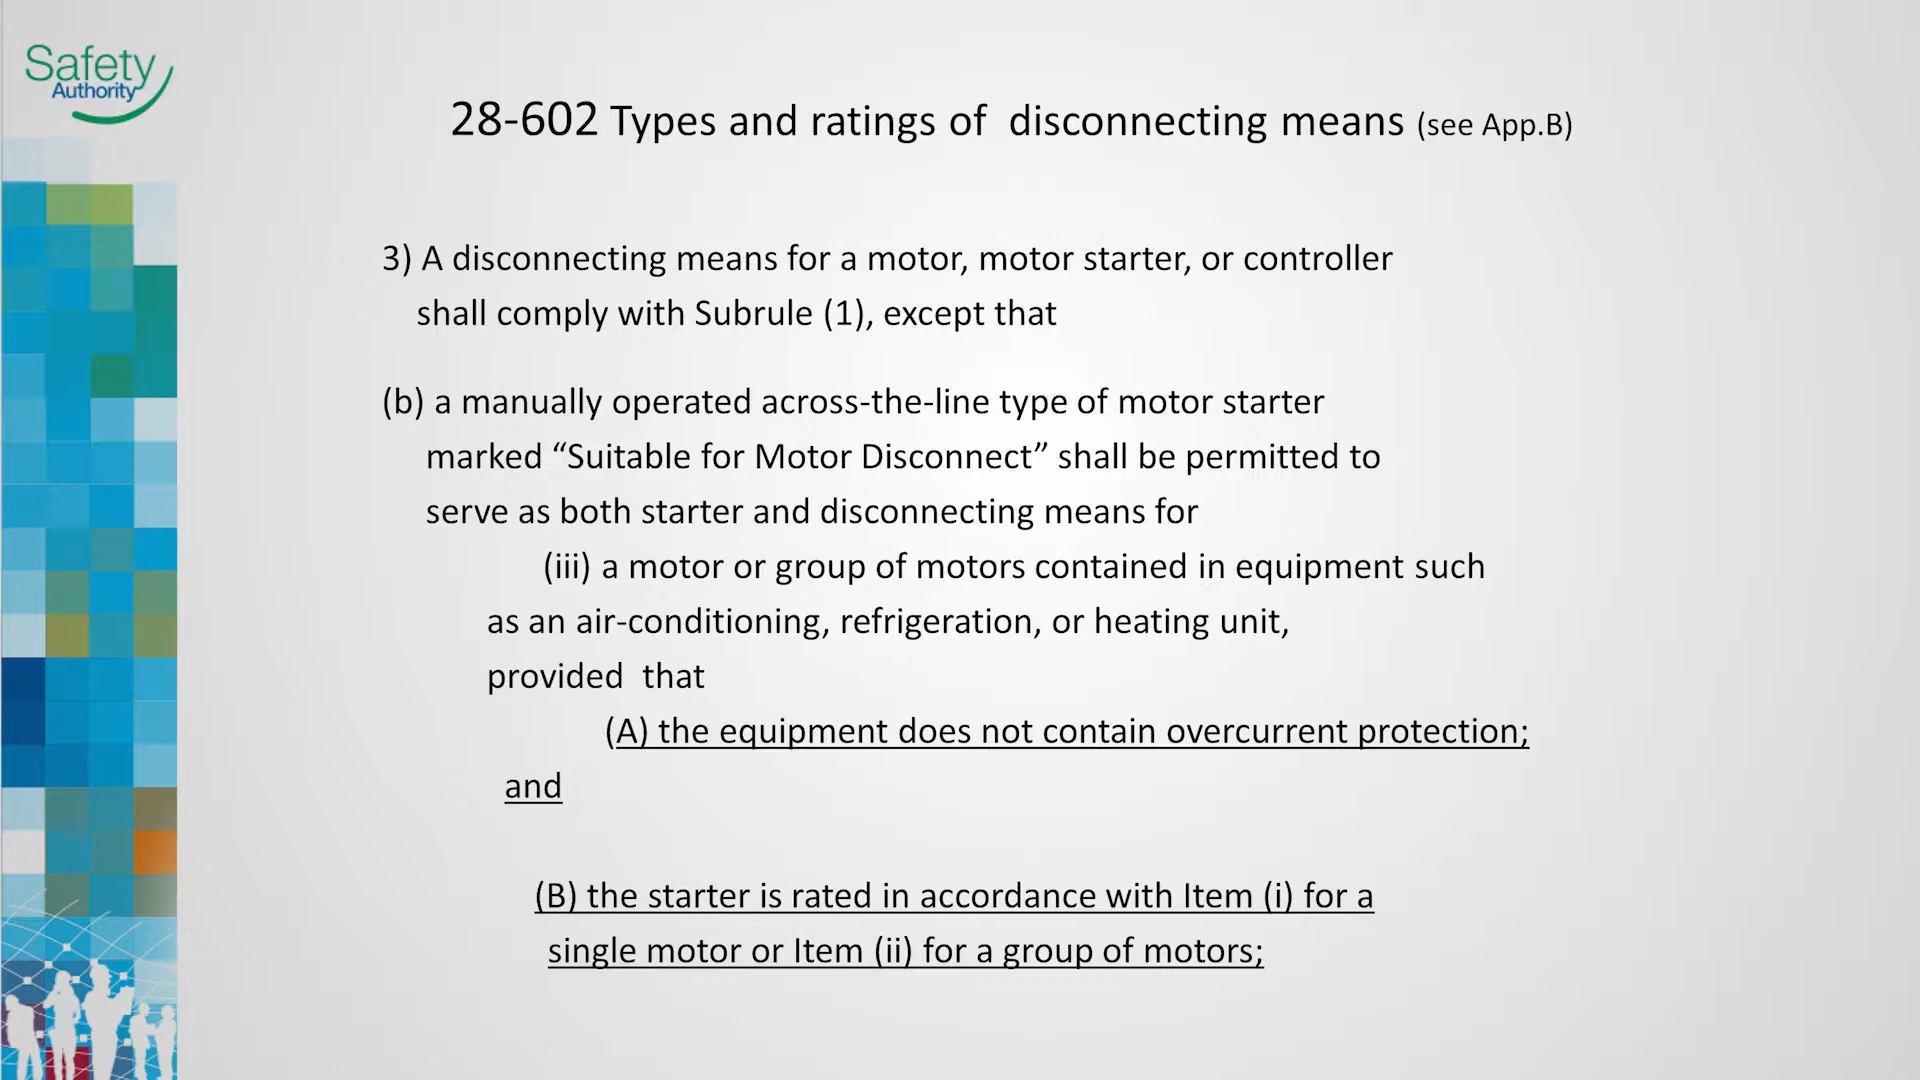 Safety
Authority
28-602 Types and ratings of  disconnecting means (see App.B)
3) A disconnecting means for a motor, motor starter, or controller
shall comply with Subrule (1), except that
(b) a manually operated across-the-line type of motor starter
marked “Suitable for Motor Disconnect” shall be permitted to
serve as both starter and disconnecting means for
(iii) a motor or group of motors contained in equipment such
as an air-conditioning, refrigeration, or heating unit,
provided  that
(A) the equipment does not contain overcurrent protection;
and
(B) the starter is rated in accordance with Item (i) for a
single motor or Item (ii) for a group of motors;